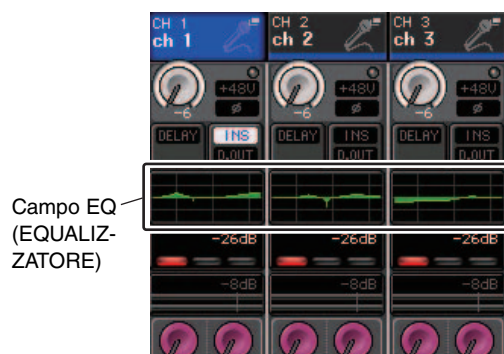 CH 1
ch 1
CH 2
ch 2
CH 3
ch 3
-6
+48V
ø
-6
+48V
ø
-6
+48V
ø
DELAY
INS
D.OUT
DELAY
INS
D.OUT
DELAY
INS
D.OUT
Campo EQ
(EQUALIZ-
ZATORE)
-26dB
-26dB
-26dB
-8dB
-8dB
-8dB